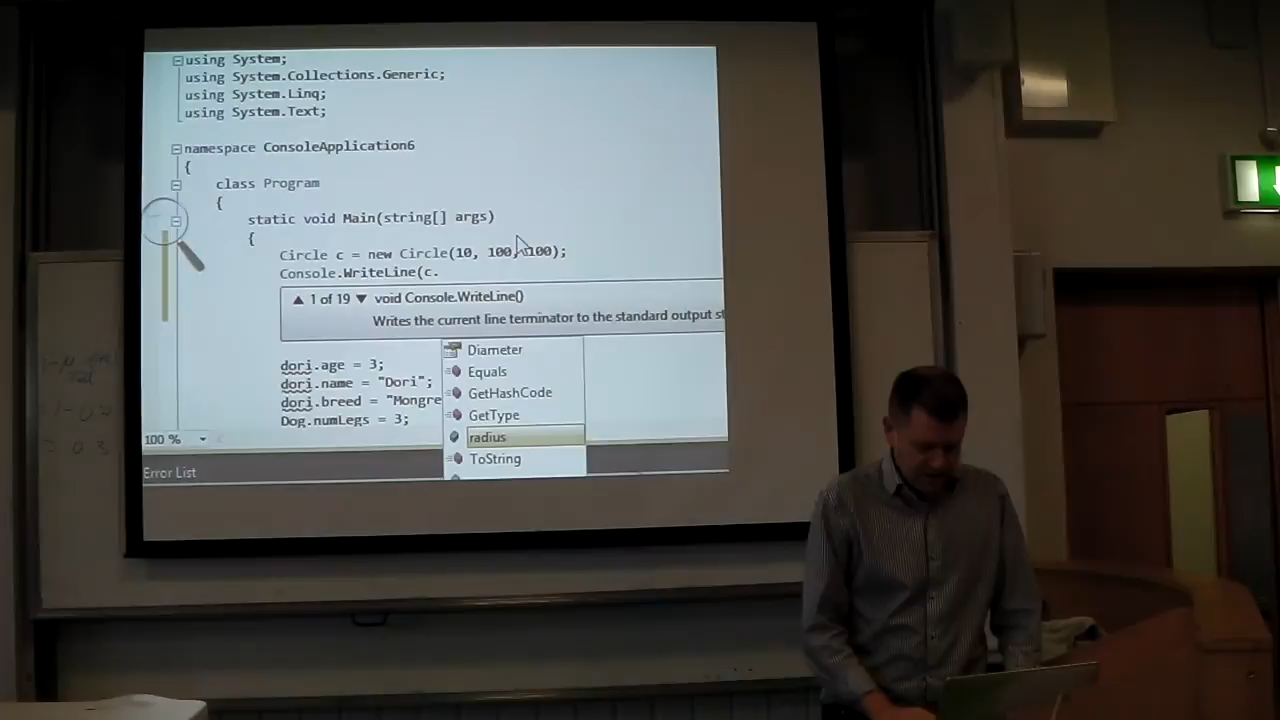 using System;
using System.Collections.Generic;
using System.Linq;
using System.Text;
namespace ConsoleApplication6
{
class Program
{
static void Main(string[] args)
{
Circle c = new Circle(10, 100, 100);
Console.WriteLine(c.
▲ 1 of 19 ▼ void Console.WriteLine()
Writes the current line terminator to the standard output st
Diameter
Equals
GetHashCode
GetType
radius
ToString
dori.age = 3;
dori.name = "Dori";
dori.breed = "Mongre
Dog.numLegs = 3;
100 %
Error List